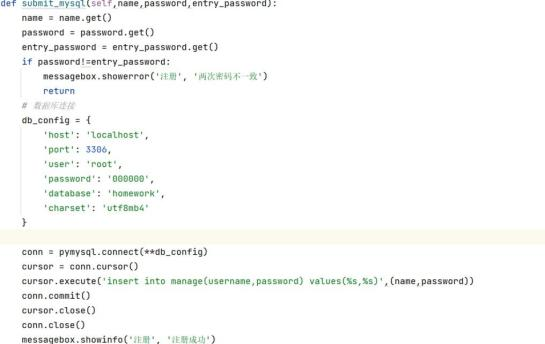 def submit_mysql(self,name,password,entry_password):
    name = name.get()
    password = password.get()
    entry_password = entry_password.get()
    if password!=entry_password:
        messagebox.showerror('注册', '两次密码不一致')
        return
    # 数据库连接
    db_config = {
        'host': 'localhost',
        'port': 3306,
        'user': 'root',
        'password': '000000',
        'database': 'homework',
        'charset': 'utf8mb4'
    }
    conn = pymysql.connect(**db_config)
    cursor = conn.cursor()
    cursor.execute('insert into manage(username,password) values(%s,%s)',(name,password))
    conn.commit()
    cursor.close()
    conn.close()
    messagebox.showinfo('注册', '注册成功')